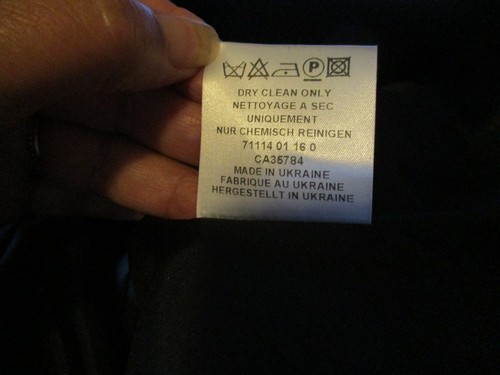 P
DRY CLEAN ONLY
NETTOYAGE A SEC
UNIQUEMENT
NUR CHEMISCH REINIGEN
71114 01 16 0
CA35784
MADE IN UKRAINE
FABRIQUE AU UKRAINE
HERGESTELLT IN UKRAINE